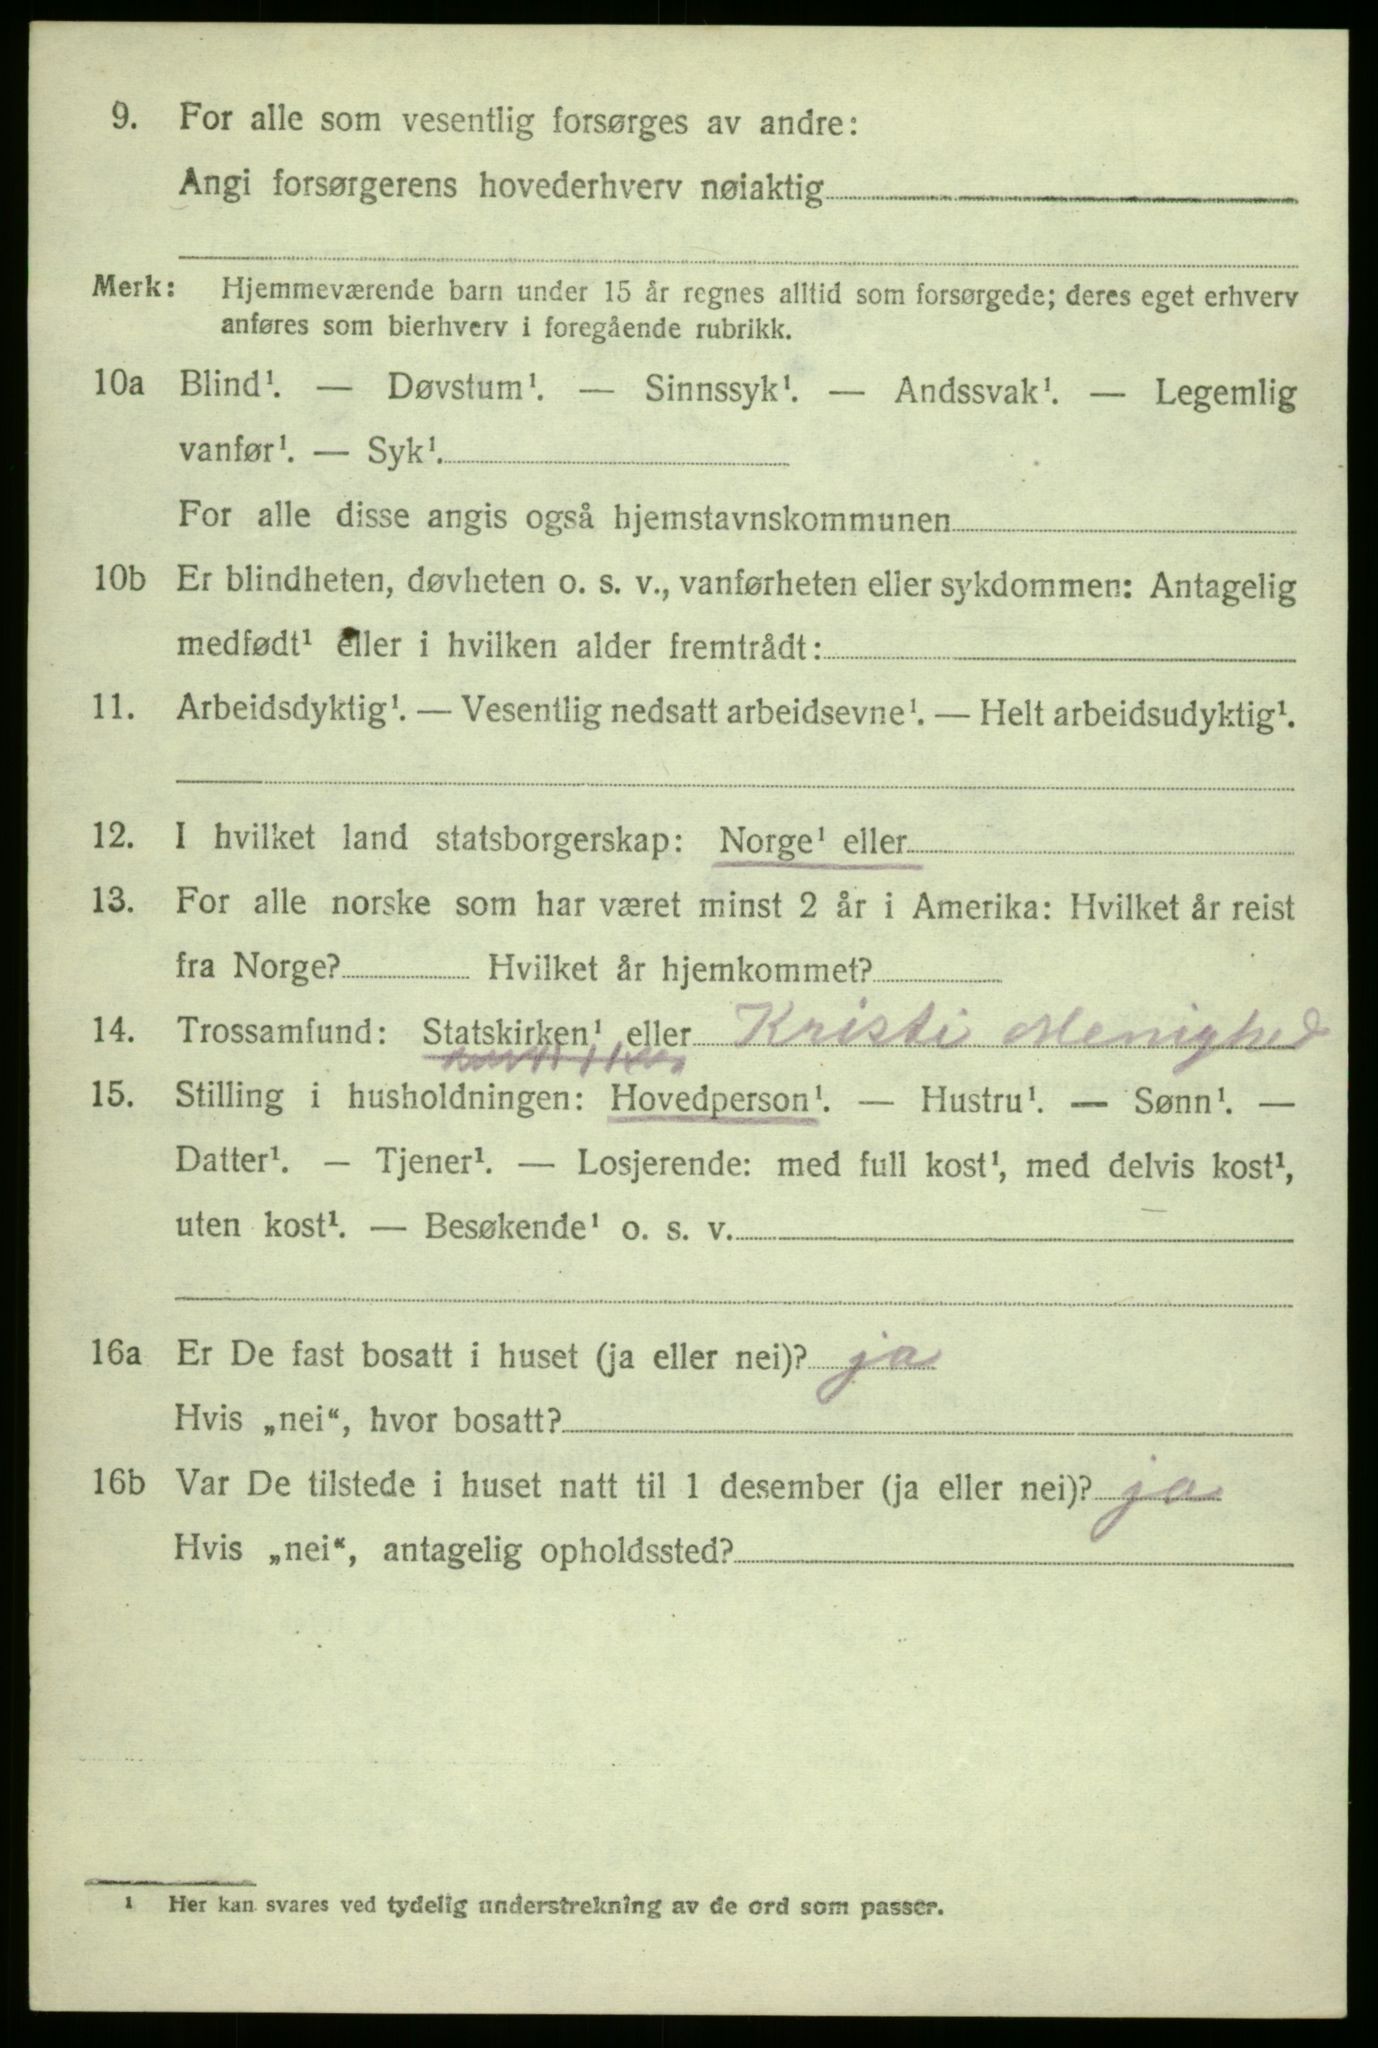 9. For alle som vesentlig forsørges av andre:
Angi forsørgerens hovederhverv nøiaktig
Merk: Hjemmeværende barn under 15 år regnes alltid som forsørgede; deres eget erhverv
anføres som bierhverv i foregående rubrikk.
10a Blind¹. — Døvstum¹. — Sinnssyk¹. — Andssvak¹. — Legemlig
vanfør¹. — Syk¹.
For alle disse angis også hjemstavnskommunen
10b Er blindheten, døvheten o. s. v., vanførheten eller sykdommen: Antagelig
medfødt¹ eller i hvilken alder fremtrådt:
11. Arbeidsdyktig¹. — Vesentlig nedsatt arbeidsevne¹. — Helt arbeidsudyktig¹.
12. I hvilket land statsborgerskap: Norge¹ eller
13. For alle norske som har været minst 2 år i Amerika: Hvilket år reist
fra Norge? Hvilket år hjemkommet?
14. Trossamfund: Statskirken¹ eller Kristi Menighed
15. Stilling i husholdningen: Hovedperson¹. — Hustru¹. — Sønn¹. —
Datter¹. — Tjener¹. — Losjerende: med full kost¹, med delvis kost¹,
uten kost¹. — Besøkende¹ o. s. v.
16a Er De fast bosatt i huset (ja eller nei)? ja
Hvis „nei“, hvor bosatt?
16b Var De tilstede i huset natt til 1 desember (ja eller nei)? ja
Hvis „nei“, antagelig opholdssted?
1 Her kan svares ved tydelig understrekning av de ord som passer.